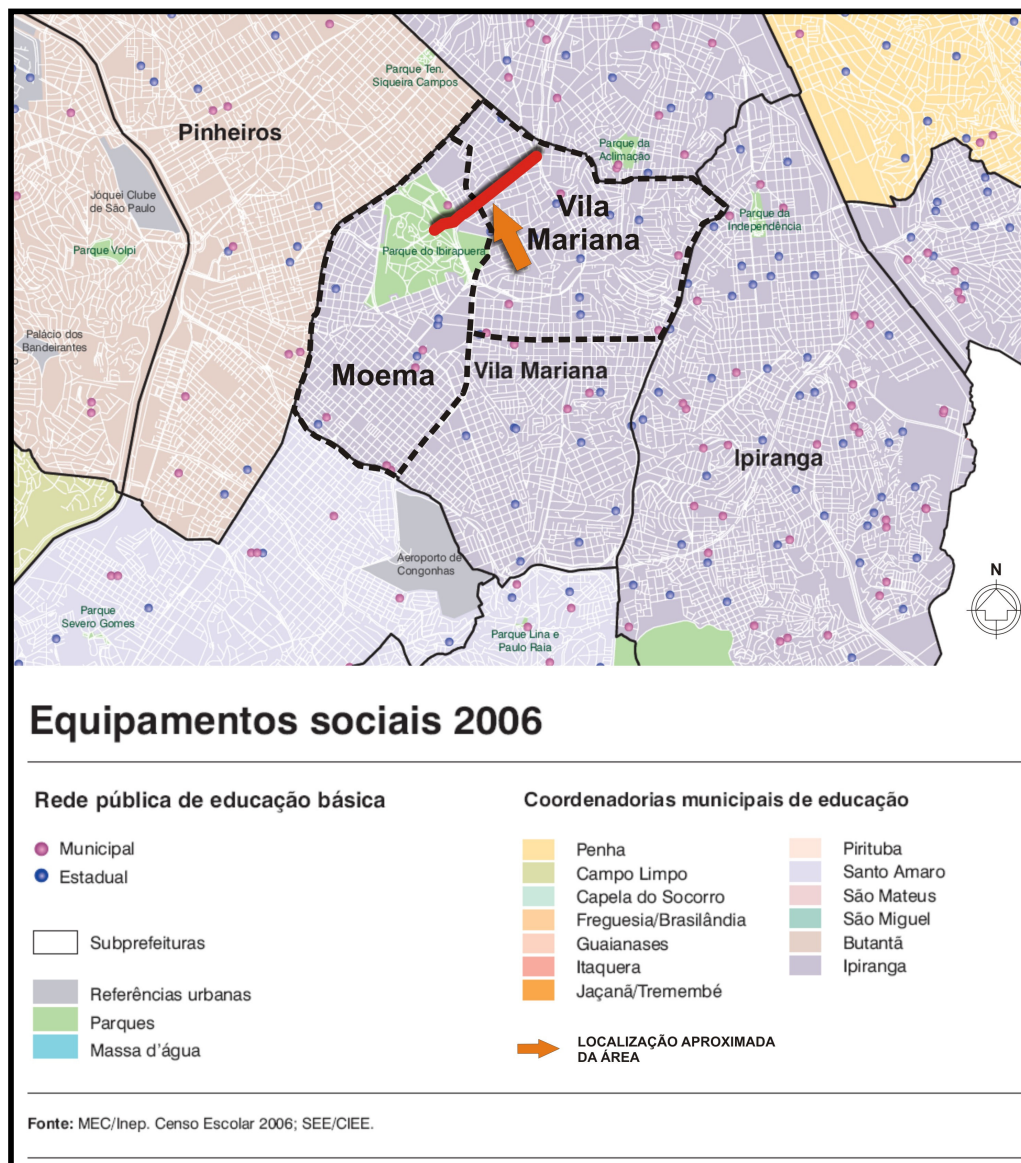 Parque Ten.
Siqueira Campos
Pinheiros
Parque da
Aclimação
Jóquei Clube
de São Paulo
Vila
Mariana
Parque da
Independência
Parque Volpi
Parque do Ibirapuera
Palácio dos
Bandeirantes
Moema
Vila Mariana
Ipiranga
Aeroporto de
Congonhas
N
Parque
Severo Gomes
Parque Lina e
Paulo Raia
Equipamentos sociais 2006
Rede pública de educação básica
Municipal
Estadual
Subprefeituras
Referências urbanas
Parques
Massa d'água
Coordenadorias municipais de educação
Penha
Campo Limpo
Capela do Socorro
Freguesia/Brasilândia
Guaianases
Itaquera
Jaçanã/Tremembé
Pirituba
Santo Amaro
São Mateus
São Miguel
Butantã
Ipiranga
LOCALIZAÇÃO APROXIMADA
DA ÁREA
Fonte: MEC/Inep. Censo Escolar 2006; SEE/CIEE.